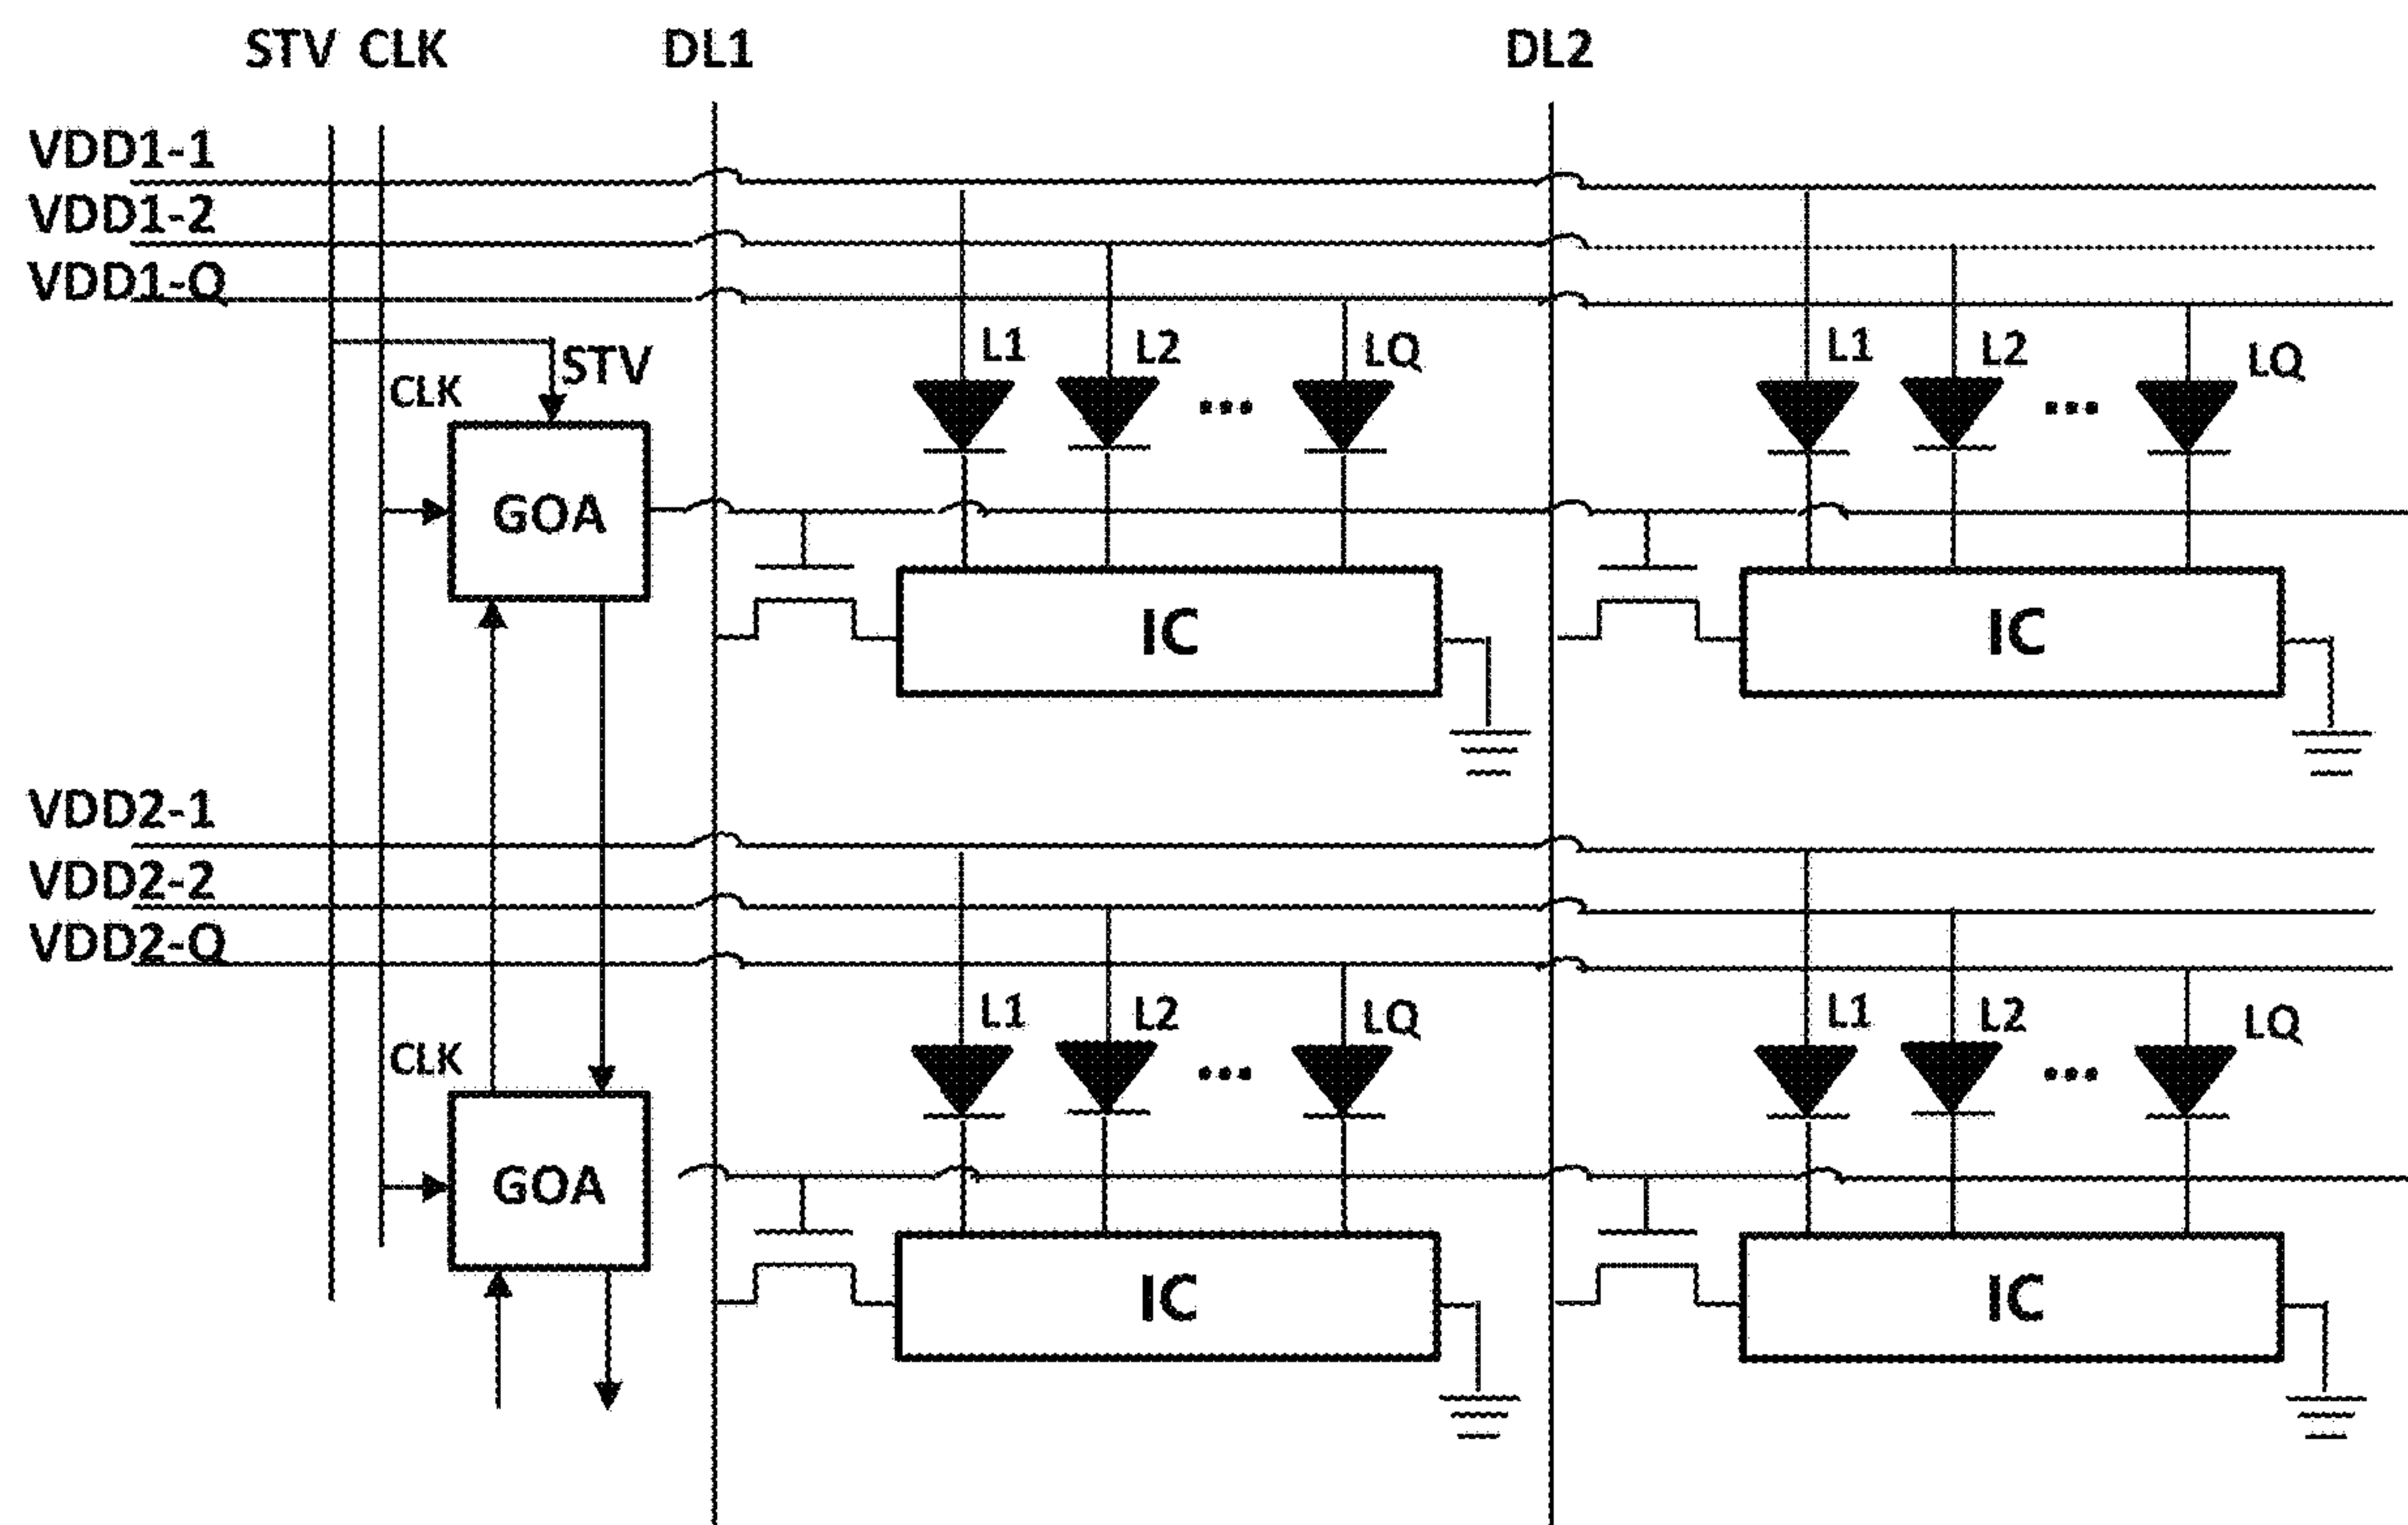 STV CLK DL1 DL2
VDD1-1
VDD1-2
VDD1-Q
L1 L2 LQ L1 L2 LQ
STV
CLK
... ...
GOA
IC IC
VDD2-1
VDD2-2
VDD2-Q
L1 L2 LQ L1 L2 LQ
CLK
... ...
GOA
IC IC